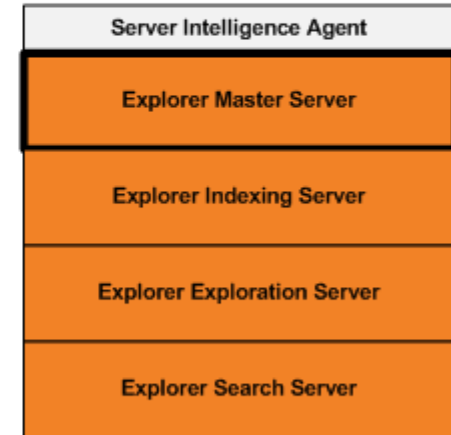 Server Intelligence Agent
Explorer Master Server
Explorer Indexing Server
Explorer Exploration Server
Explorer Search Server